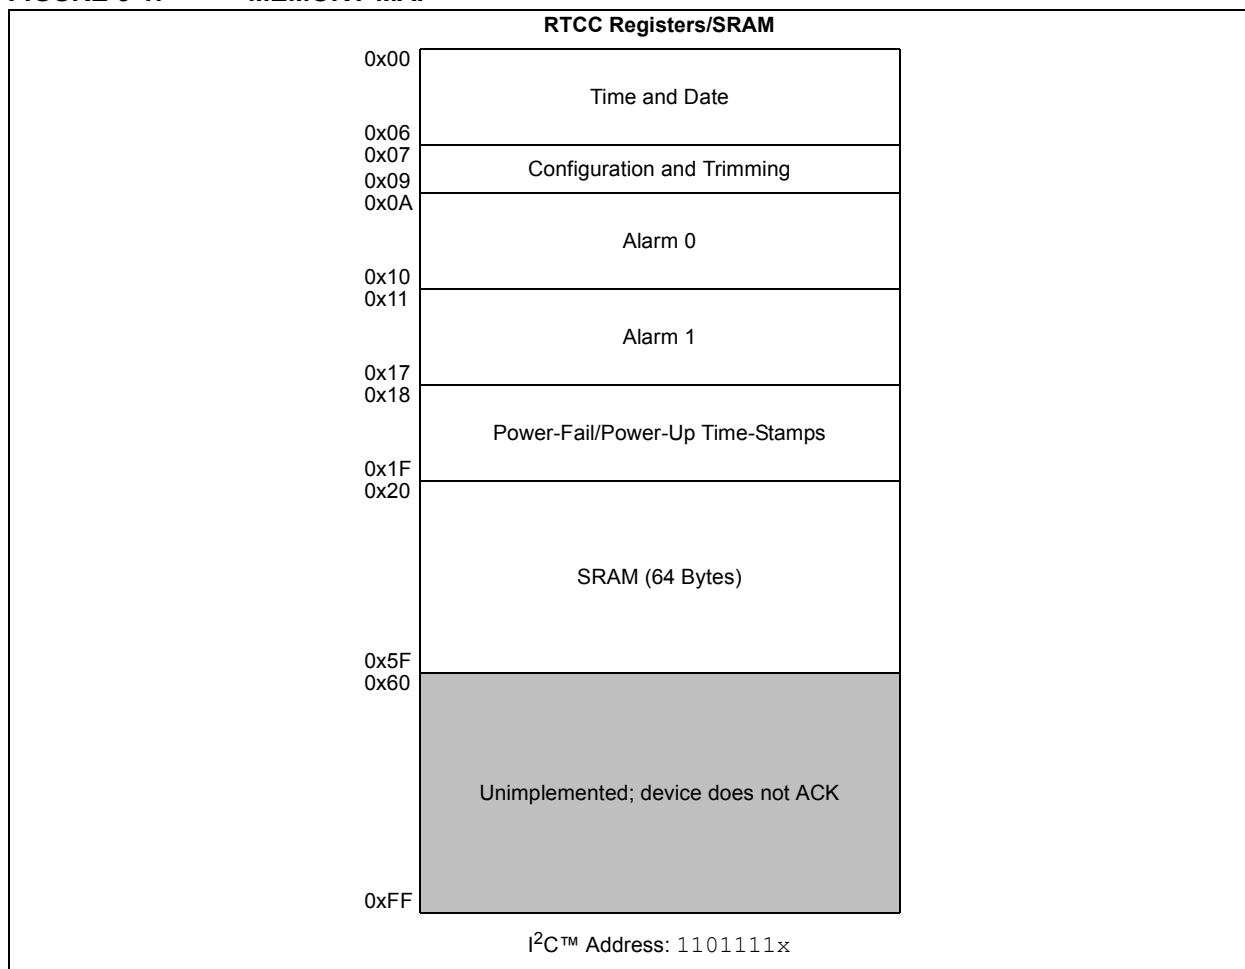 RTCC Registers/SRAM
0x00
Time and Date
0x06
0x07
Configuration and Trimming
0x09
0x0A
Alarm 0
0x10
0x11
Alarm 1
0x17
0x18
Power-Fail/Power-Up Time-Stamps
0x1F
0x20
SRAM (64 Bytes)
0x5F
0x60
Unimplemented; device does not ACK
0xFF
I²C™ Address: 1101111x